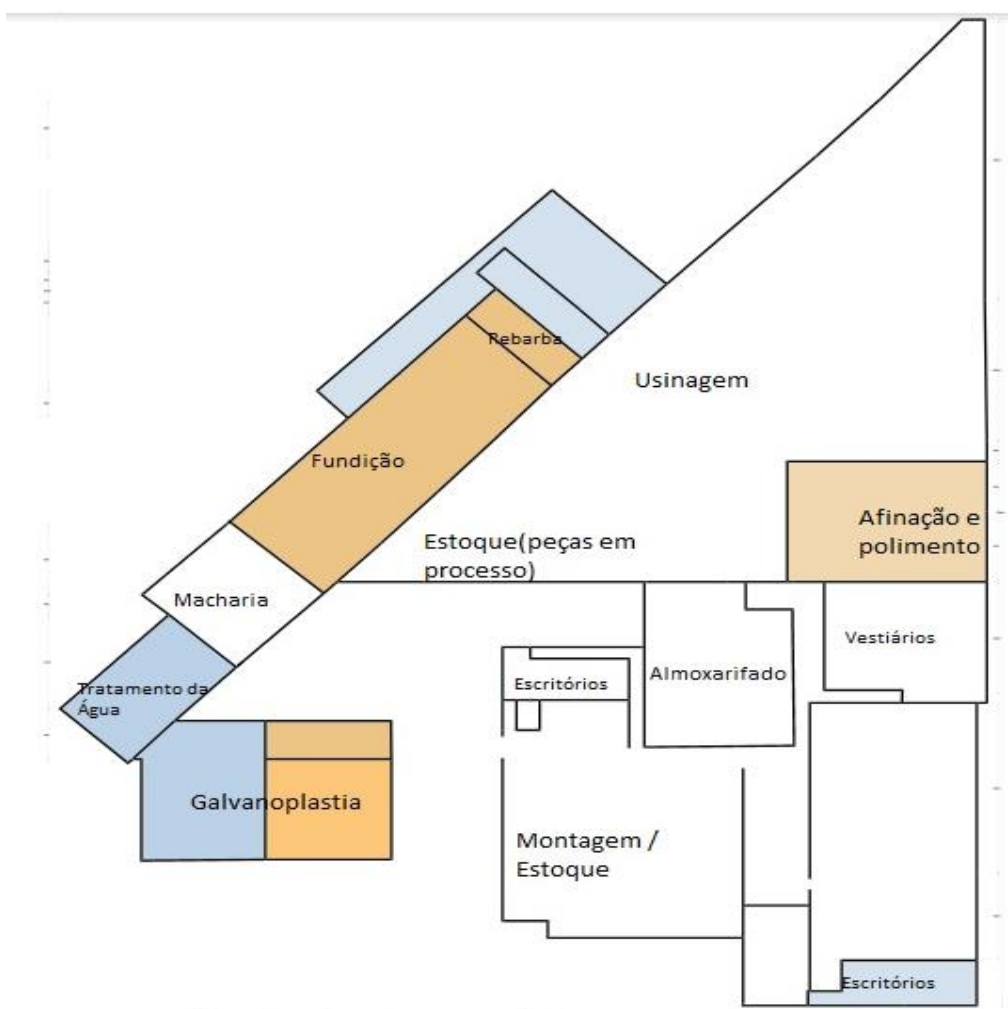 Rebarba
Usinagem
Fundição
Afinação e
polimento
Estoque(peças em
processo)
Macharia
Vestiários
Almoxarifado
Escritórios
Tratamento da
Água
Galvanoplastia
Montagem /
Estoque
Escritórios